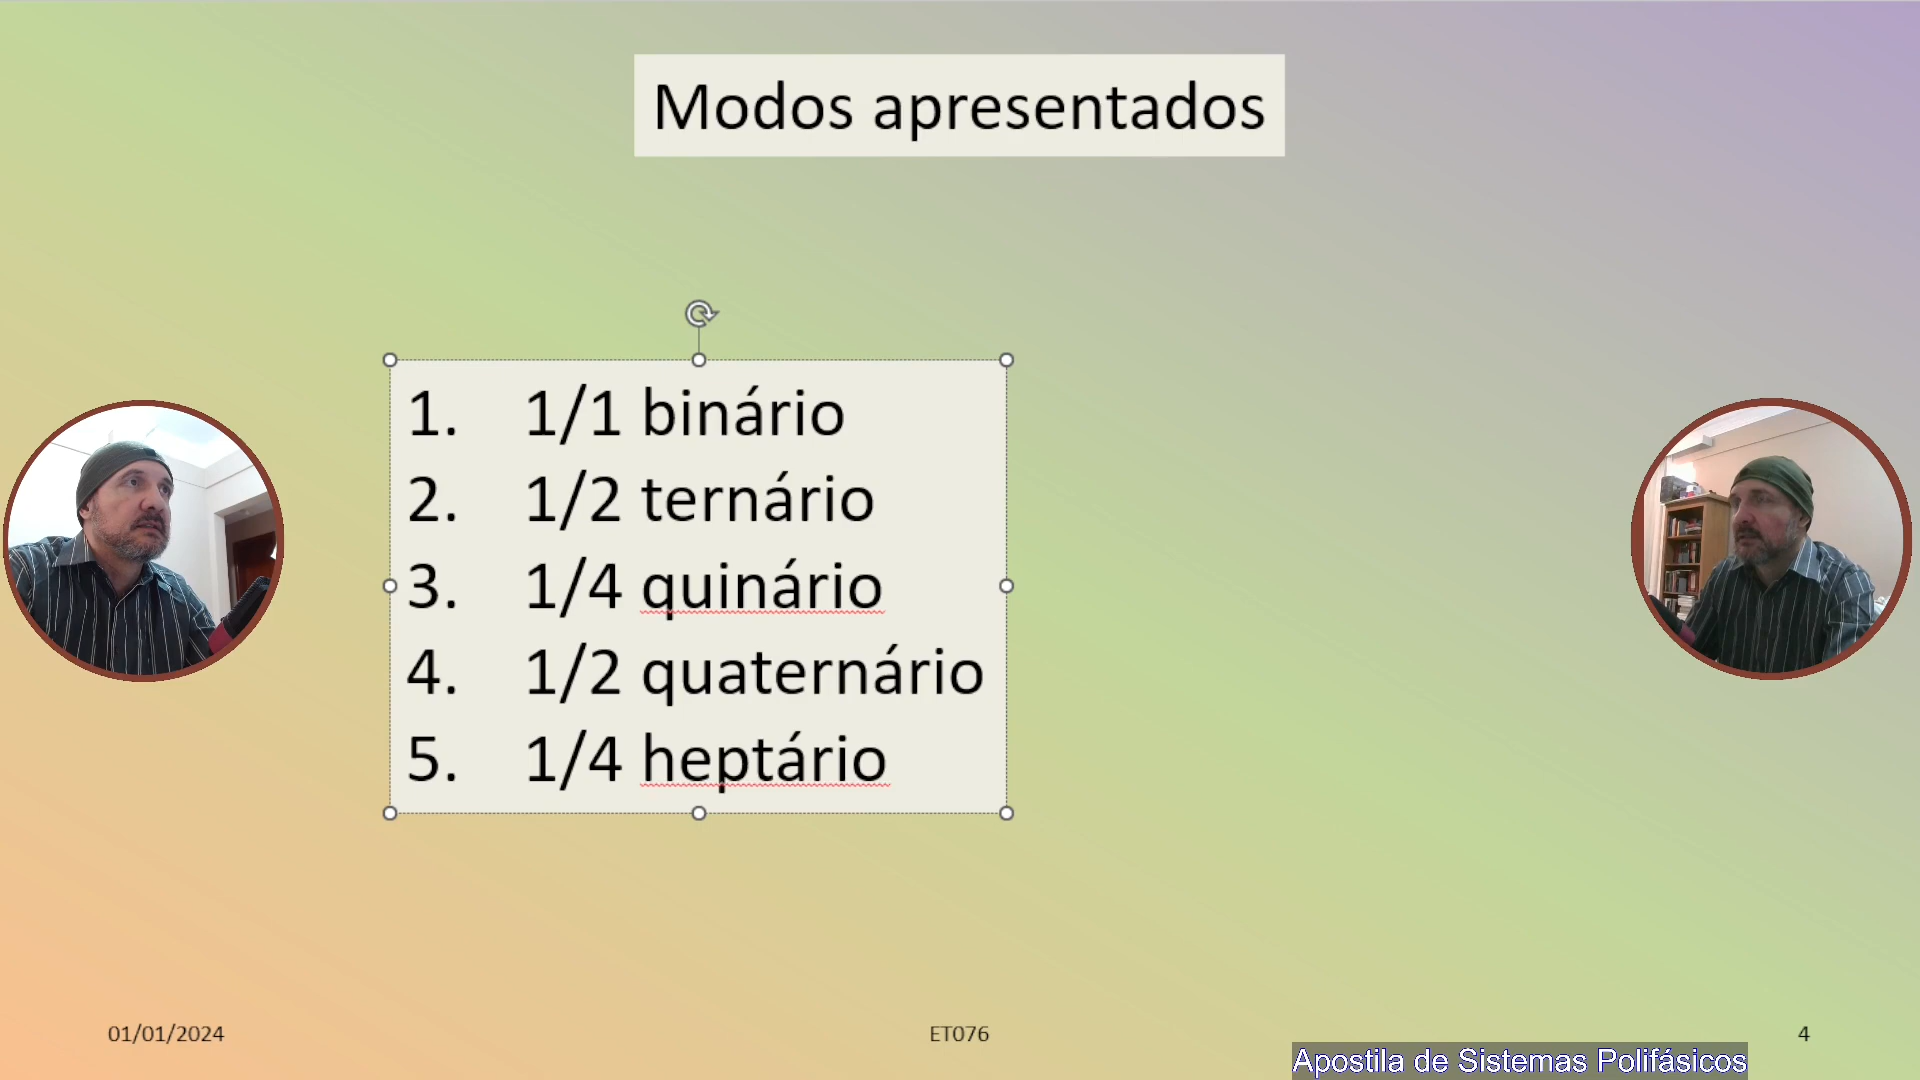 Modos apresentados
1. 1/1 binário
2. 1/2 ternário
3. 1/4 quinário
4. 1/2 quaternário
5. 1/4 heptário
01/01/2024
ET076
4
Apostila de Sistemas Polifásicos